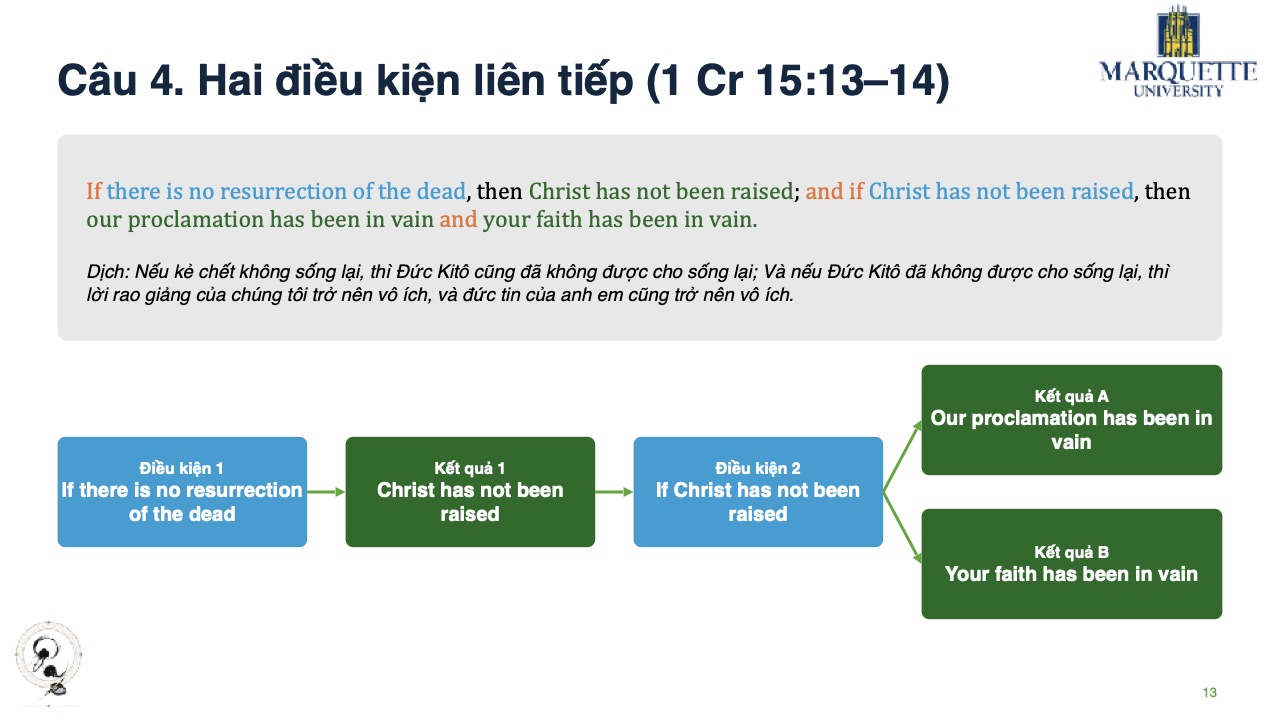 MARQUETTE
UNIVERSITY
Câu 4. Hai điều kiện liên tiếp (1 Cr 15:13–14)
If there is no resurrection of the dead, then Christ has not been raised; and if Christ has not been raised, then
our proclamation has been in vain and your faith has been in vain.
Dịch: Nếu kẻ chết không sống lại, thì Đức Kitô cũng đã không được cho sống lại; Và nếu Đức Kitô đã không được cho sống lại, thì
lời rao giảng của chúng tôi trở nên vô ích, và đức tin của anh em cũng trở nên vô ích.
Điều kiện 1
If there is no resurrection
of the dead
Kết quả 1
Christ has not been
raised
Điều kiện 2
If Christ has not been
raised
Kết quả A
Our proclamation has been in
vain
Kết quả B
Your faith has been in vain
13